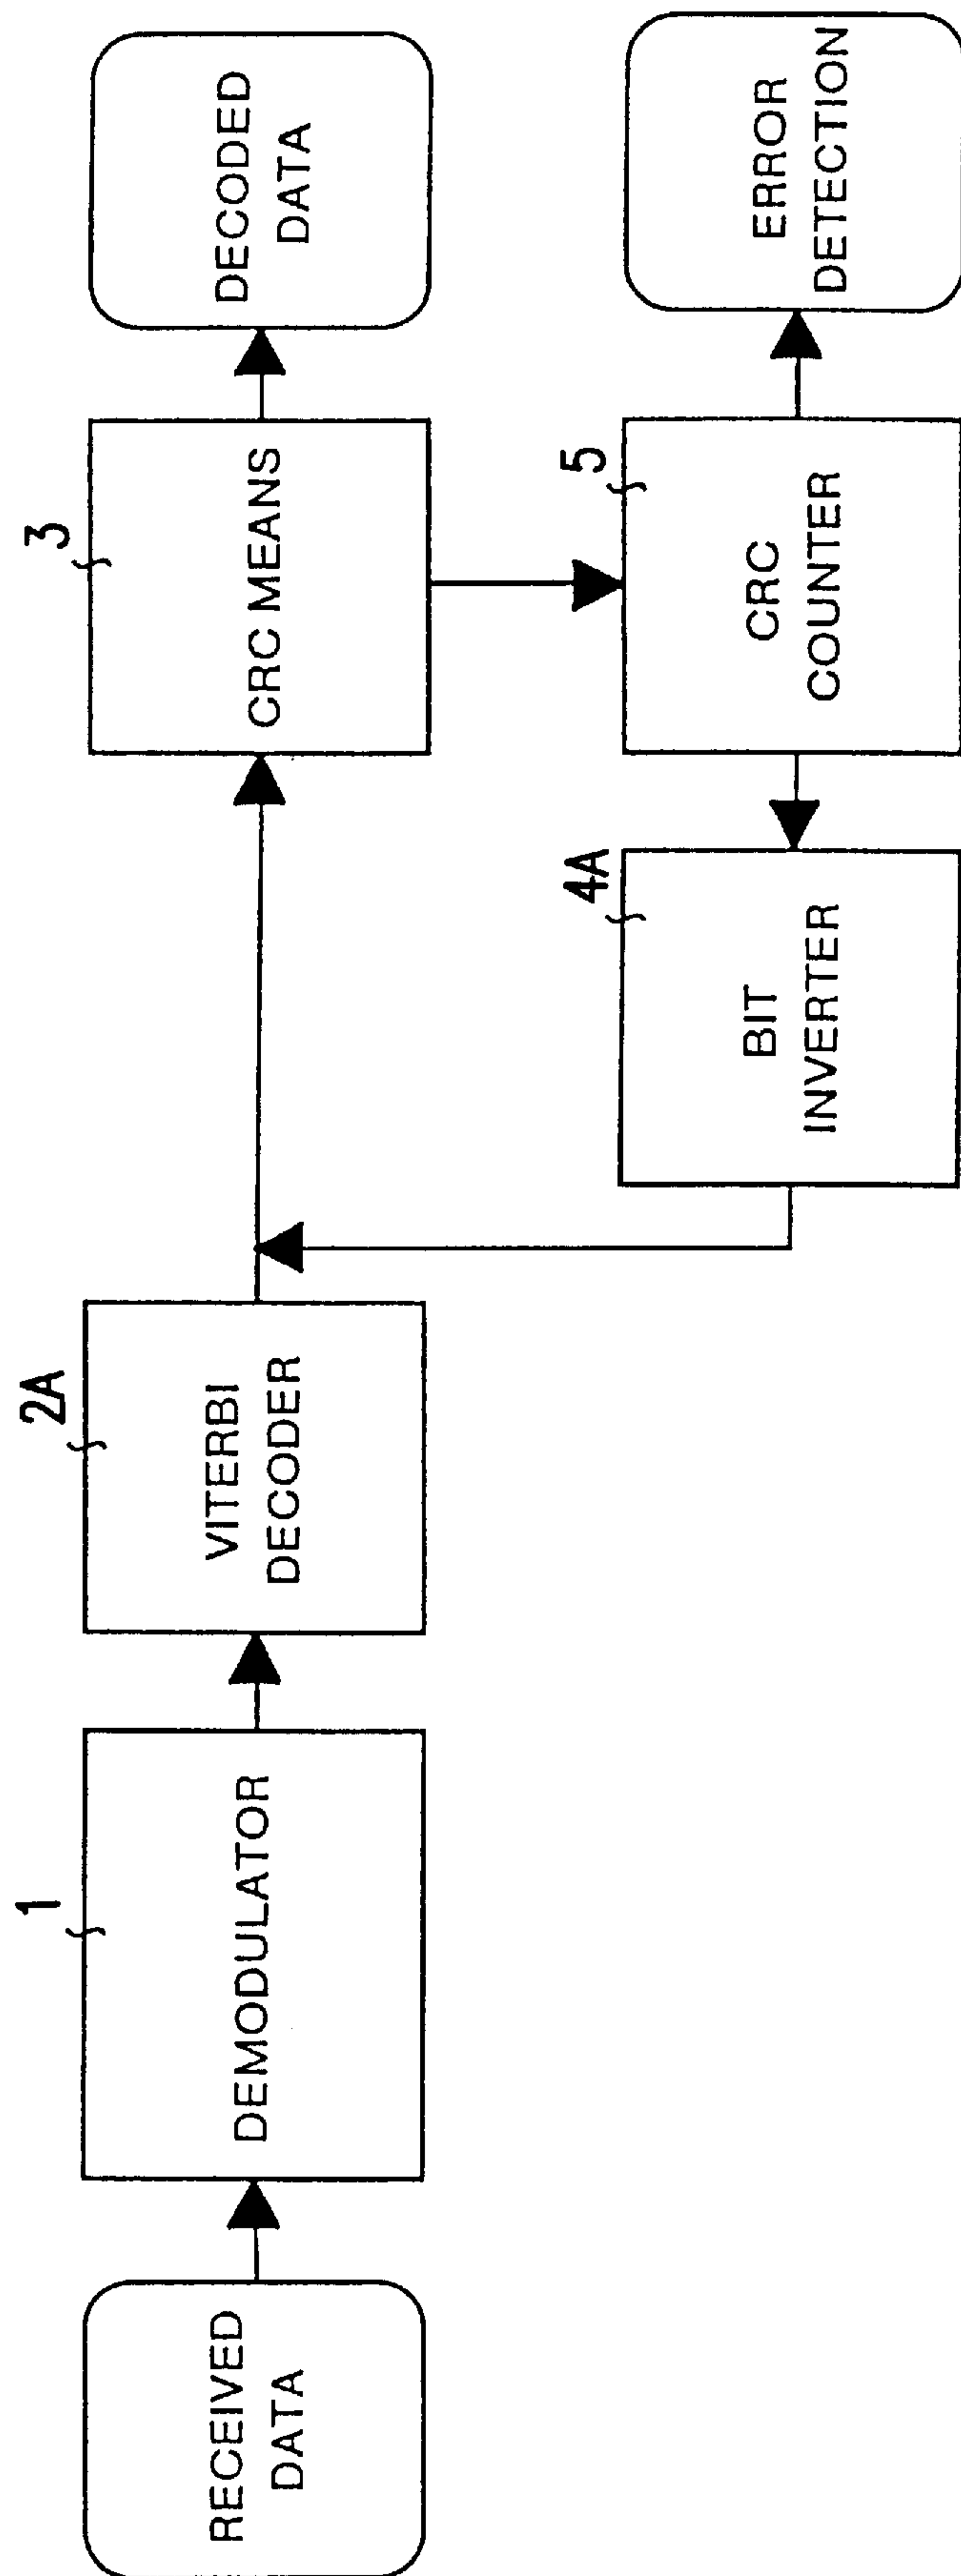 RECEIVED
DATA
1
DEMODULATOR
2A
VITERBI
DECODER
3
CRC MEANS
DECODED
DATA
4A
BIT
INVERTER
5
CRC
COUNTER
ERROR
DETECTION